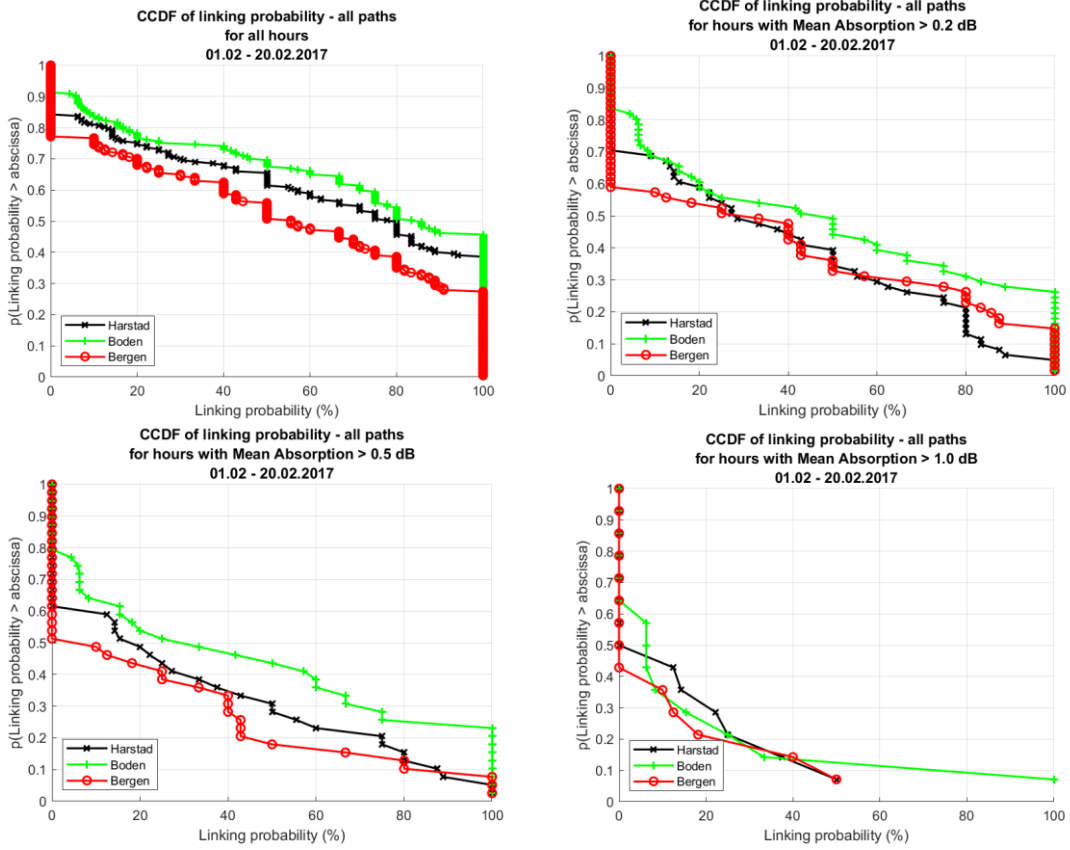 CCDF of linking probability - all paths
for all hours
01.02 - 20.02.2017
p(Linking probability > abscissa)
1
0.9
0.8
0.7
0.6
0.5
0.4
0.3
0.2
0.1
0
Harstad
Boden
Bergen
0 20 40 60 80 100
Linking probability (%)
CCDF of linking probability - all paths
for hours with Mean Absorption > 0.2 dB
01.02 - 20.02.2017
p(Linking probability > abscissa)
1
0.9
0.8
0.7
0.6
0.5
0.4
0.3
0.2
0.1
0
Harstad
Boden
Bergen
0 20 40 60 80 100
Linking probability (%)
CCDF of linking probability - all paths
for hours with Mean Absorption > 0.5 dB
01.02 - 20.02.2017
p(Linking probability > abscissa)
1
0.9
0.8
0.7
0.6
0.5
0.4
0.3
0.2
0.1
0
Harstad
Boden
Bergen
0 20 40 60 80 100
Linking probability (%)
CCDF of linking probability - all paths
for hours with Mean Absorption > 1.0 dB
01.02 - 20.02.2017
p(Linking probability > abscissa)
1
0.9
0.8
0.7
0.6
0.5
0.4
0.3
0.2
0.1
0
Harstad
Boden
Bergen
0 20 40 60 80 100
Linking probability (%)